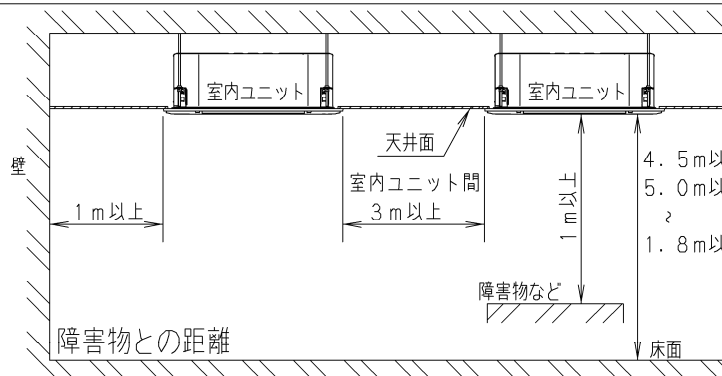 室内ユニット
室内ユニット
天井面
壁
室内ユニット間
1m以上
3m以上
1m以上
4.5m以
5.0m以
~
1.8m以
障害物など
障害物との距離
床面